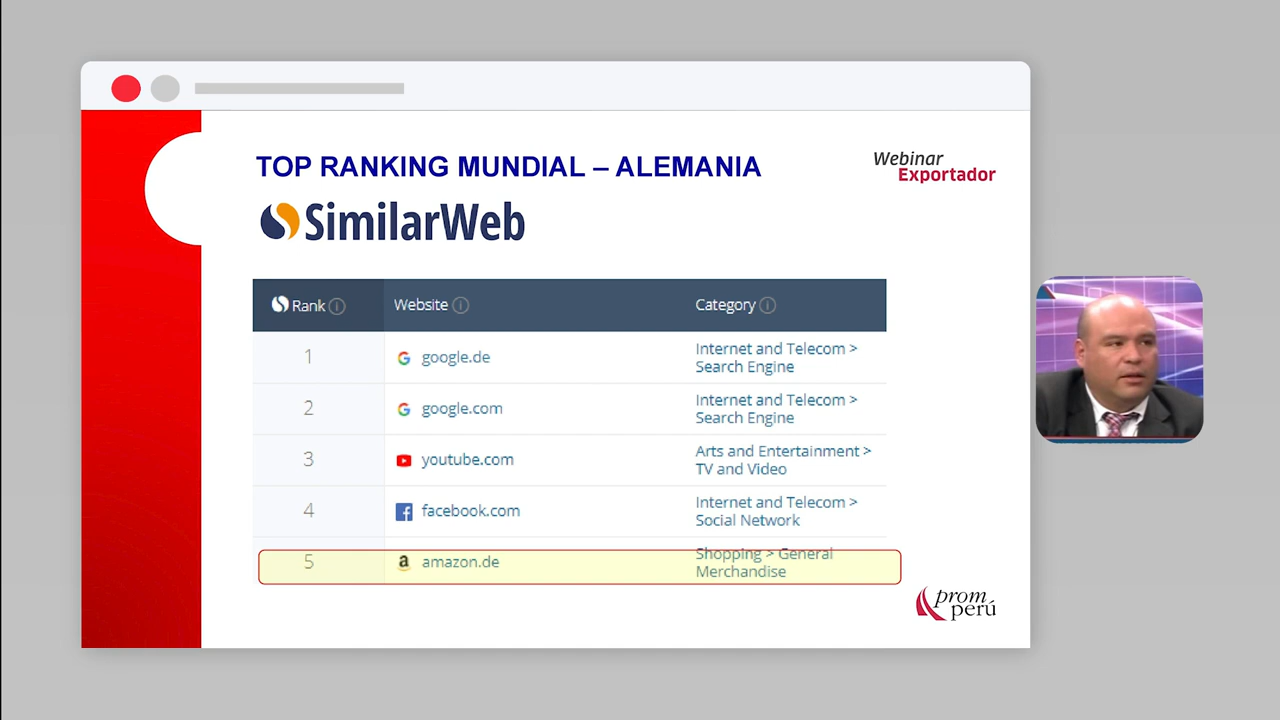 TOP RANKING MUNDIAL – ALEMANIA
Webinar
Exportador
SimilarWeb
Rank Website Category
1 google.de Internet and Telecom >
Search Engine
2 google.com Internet and Telecom >
Search Engine
3 youtube.com Arts and Entertainment >
TV and Video
4 facebook.com Internet and Telecom >
Social Network
5 amazon.de Shopping > General
Merchandise
prom
perú